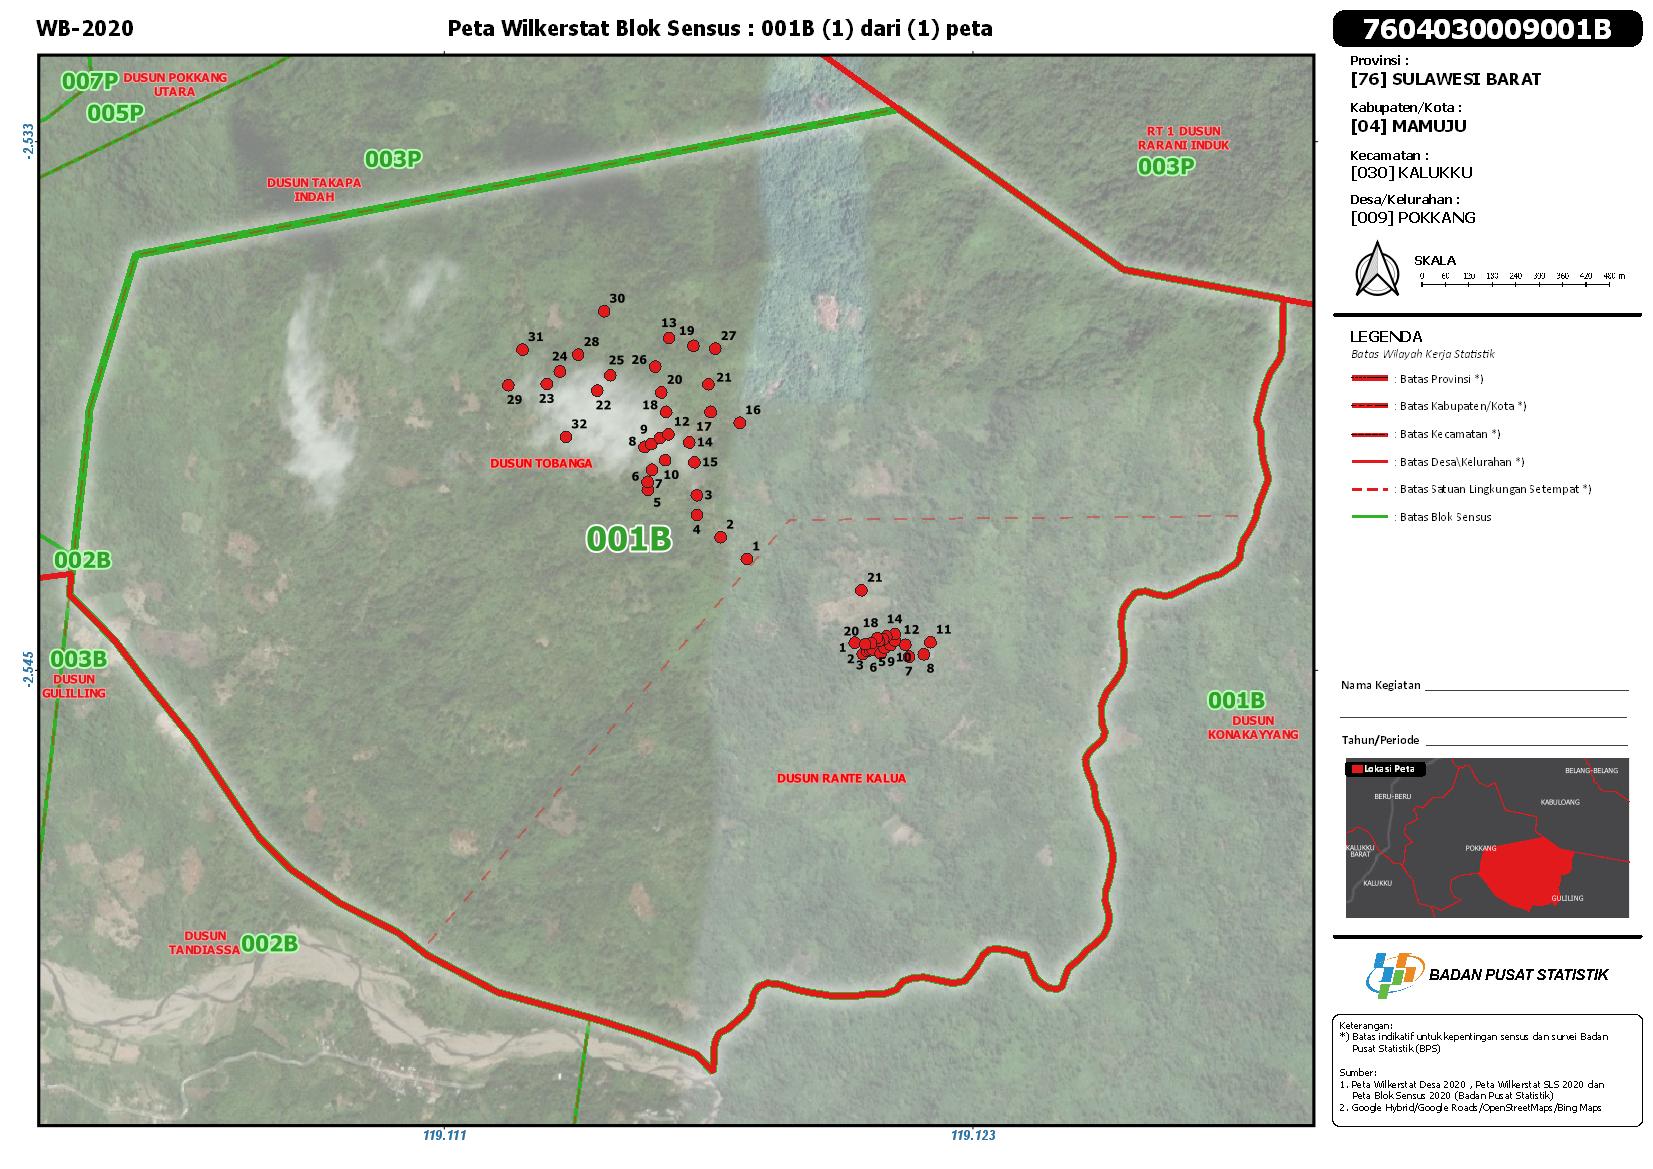 WB-2020
Peta Wilkerstat Blok Sensus : 001B (1) dari (1) peta
7604030009001B
Provinsi :
[76] SULAWESI BARAT
Kabupaten/Kota :
[04] MAMUJU
Kecamatan :
[030] KALUKKU
Desa/Kelurahan :
[009] POKKANG
SKALA
0 60 120 180 240 300 360 420 480 m
LEGENDA
Batas Wilayah Kerja Statistik
: Batas Provinsi *)
: Batas Kabupaten/Kota *)
: Batas Kecamatan *)
: Batas Desa\Kelurahan *)
: Batas Satuan Lingkungan Setempat *)
: Batas Blok Sensus
Nama Kegiatan
Tahun/Periode
Lokasi Peta
BELANG-BELANG
BERU-BERU
KABULOANG
KALUKKU
BARAT
POKKANG
KALUKKU
GULILING
BADAN PUSAT STATISTIK
Keterangan:
*) Batas indikatif untuk kepentingan sensus dan survei Badan
Pusat Statistik (BPS)
Sumber:
1. Peta Wilkerstat Desa 2020 , Peta Wilkerstat SLS 2020 dan
Peta Blok Sensus 2020 (Badan Pusat Statistik)
2. Google Hybrid/Google Roads/OpenStreetMaps/Bing Maps
007P
DUSUN POKKANG
UTARA
005P
003P
DUSUN TAKAPA
INDAH
RT 1 DUSUN
RARANI INDUK
003P
-2.533
30
13
19
27
31
28
24
25
26
20
21
29
23
22
18
16
32
9
12
17
8
14
DUSUN TOBANGA
15
6
10
7
5
3
4
2
001B
1
002B
21
003B
DUSUN
GULILLING
-2.545
18
14
20
12
11
1
2
3
6
5
9
10
7
8
001B
DUSUN
KONAKAYYANG
DUSUN RANTE KALUA
DUSUN
TANDIASSA
002B
119.111
119.123